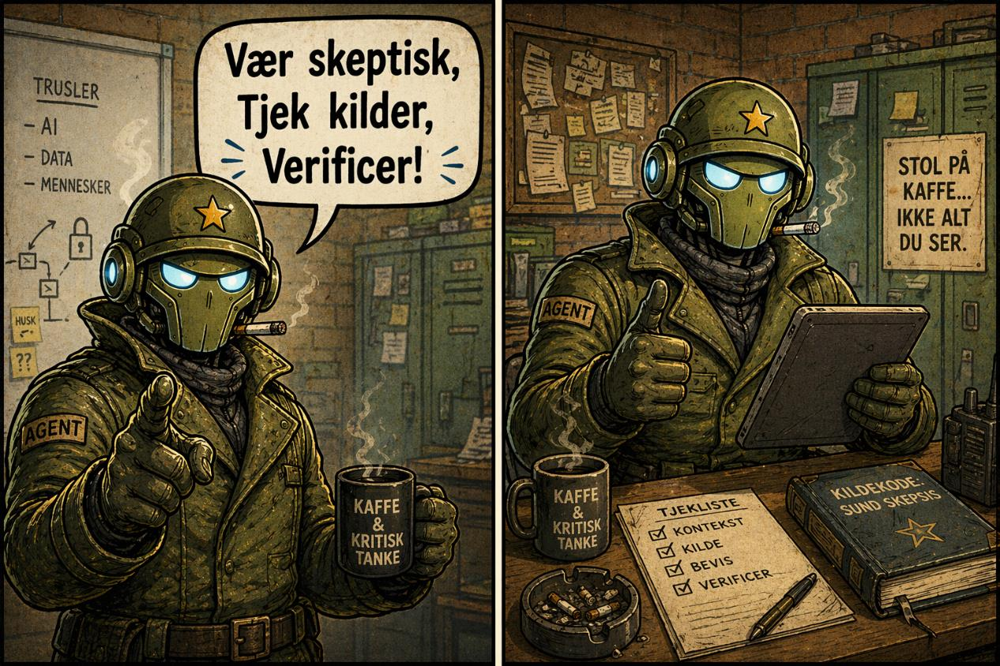 TRUSLER
- AI
- DATA
- MENNESKER
HUSK
??
Vær skeptisk,
Tjek kilder,
Verificer!
AGENT
KAFFE
&
KRITISK
TANKE
STOL PÅ
KAFFE...
IKKE ALT
DU SER.
AGENT
KAFFE
&
KRITISK
TANKE
TJEKLISTE
KONTEKST
KILDE
BEVIS
VERIFICER
KILDEKODE:
SUND SKEPSIS